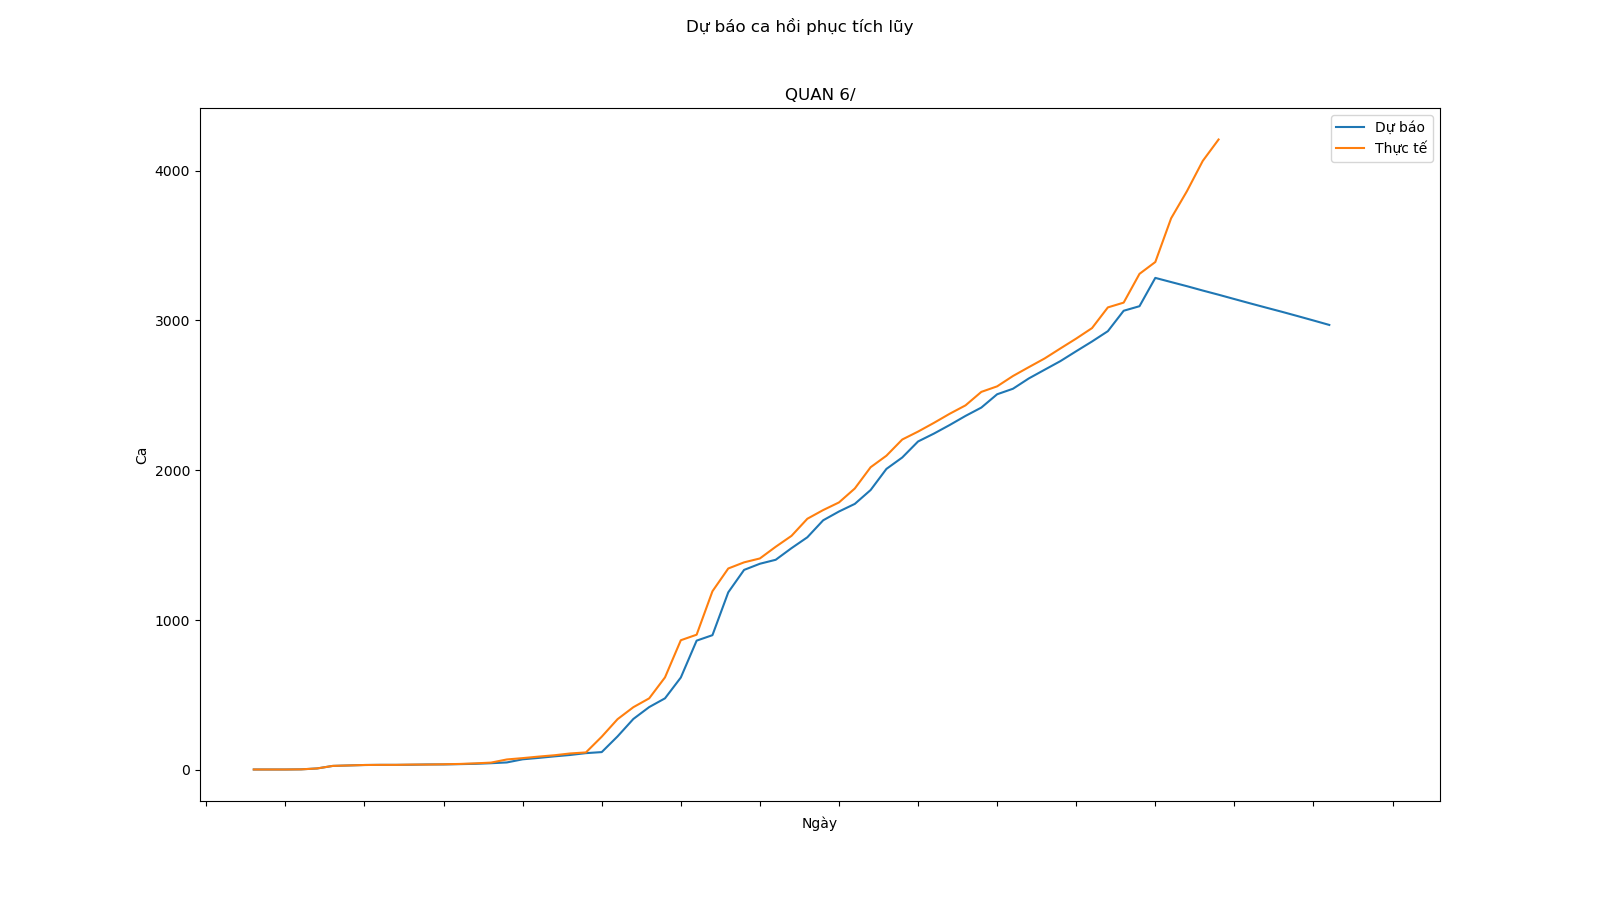 Dự báo ca hồi phục tích lũy
QUAN 6/
Dự báo
Thực tế
4000
3000
2000
1000
0
Ca
Ngày